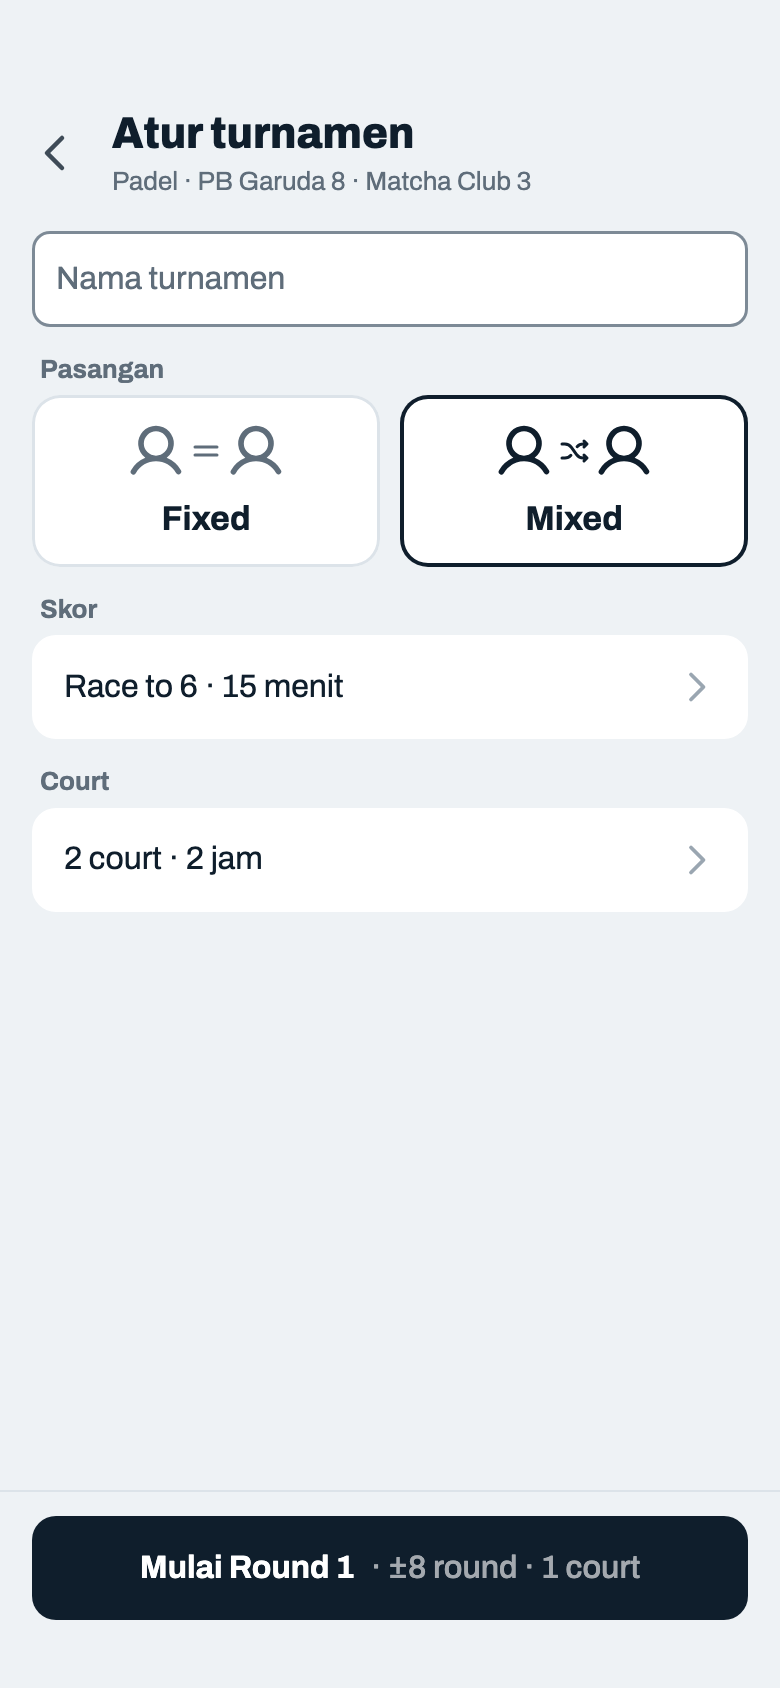 Atur turnamen
Padel · PB Garuda 8 · Matcha Club 3
Nama turnamen
Pasangan
Fixed
Mixed
Skor
Race to 6 · 15 menit
Court
2 court · 2 jam
Mulai Round 1 · ±8 round · 1 court